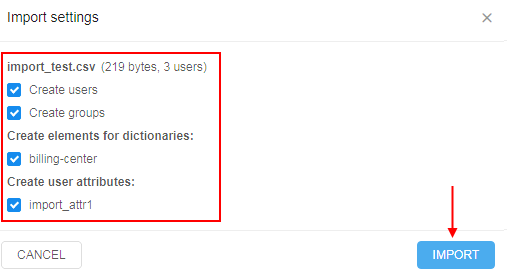 Import settings
import_test.csv (219 bytes, 3 users)
Create users
Create groups
Create elements for dictionaries:
billing-center
Create user attributes:
import_attr1
CANCEL IMPORT